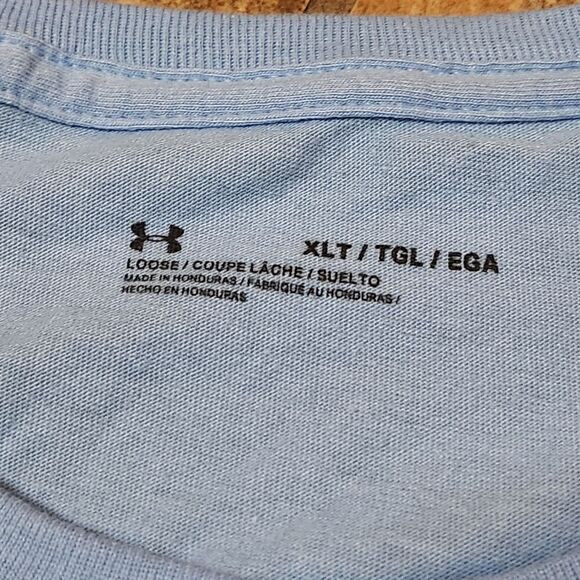 XLT / TGL / EGA
LOOSE / COUPE LÂCHE / SUELTO
MADE IN HONDURAS / FABRIQUÉ AU HONDURAS /
HECHO EN HONDURAS